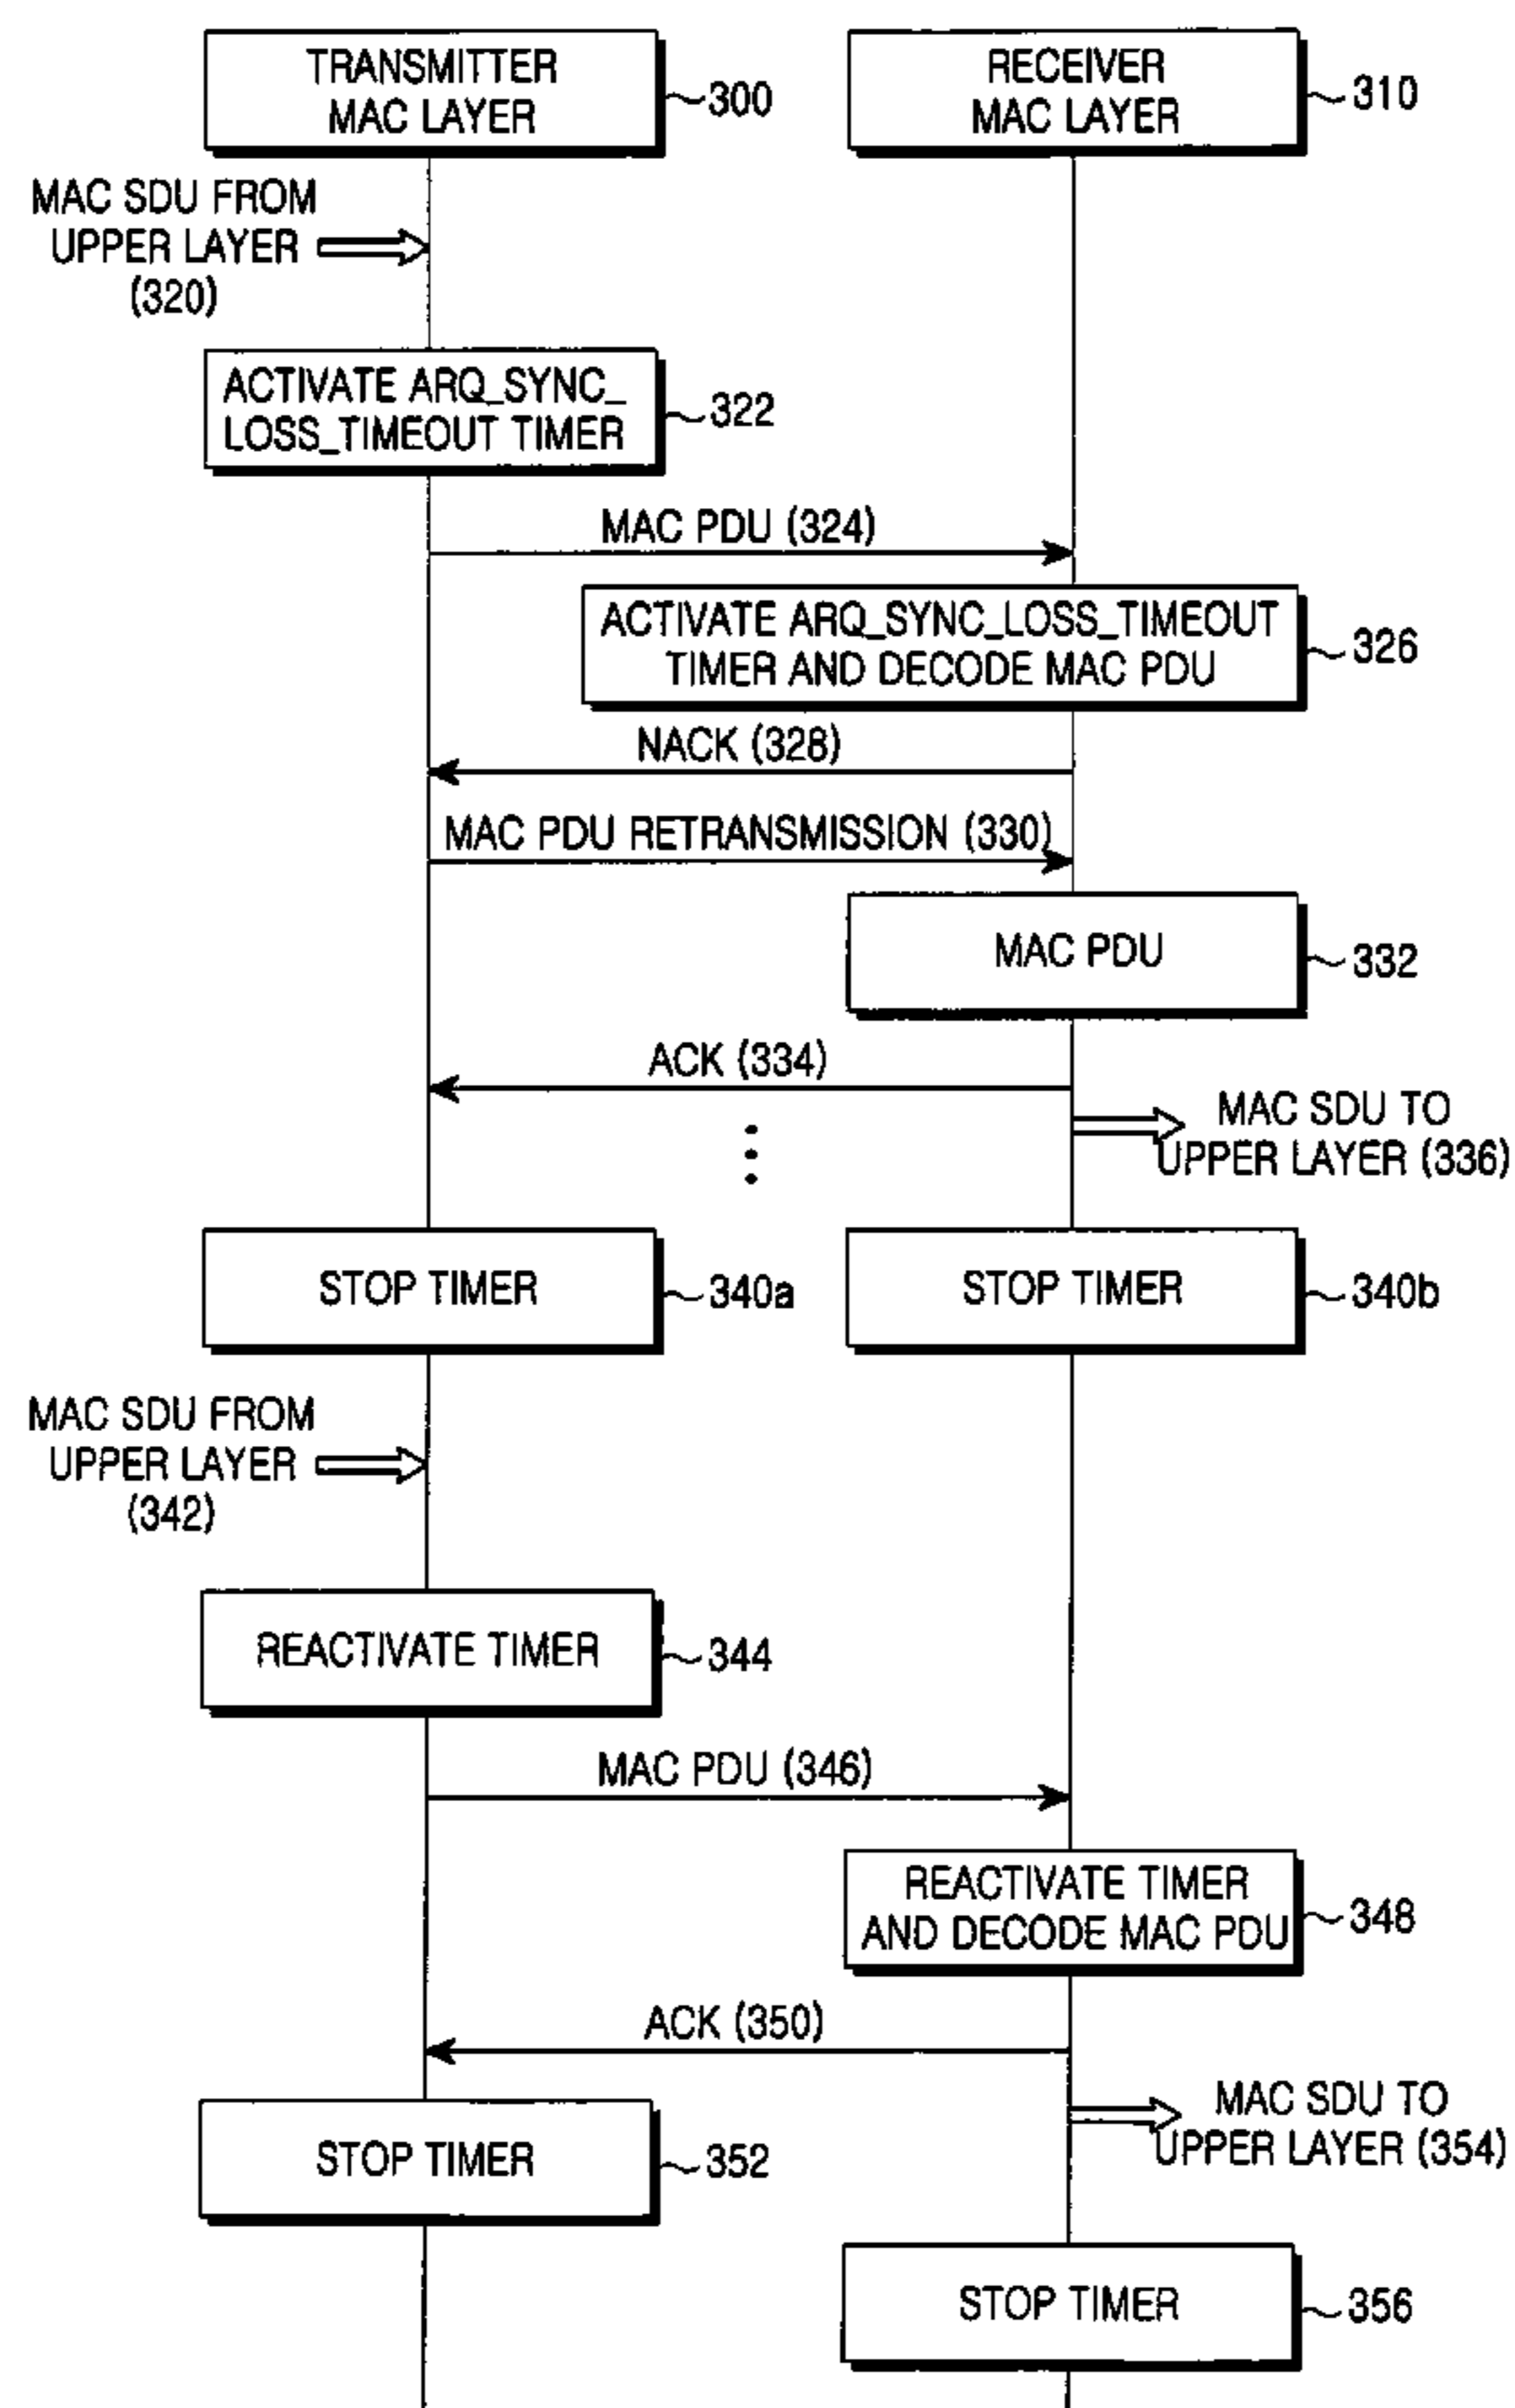 TRANSMITTER
MAC LAYER
300
RECEIVER
MAC LAYER
310
MAC SDU FROM
UPPER LAYER
(320)
ACTIVATE ARQ_SYNC_
LOSS_TIMEOUT TIMER
322
MAC PDU (324)
ACTIVATE ARQ_SYNC_LOSS_TIMEOUT
TIMER AND DECODE MAC PDU
326
NACK (328)
MAC PDU RETRANSMISSION (330)
MAC PDU
332
ACK (334)
MAC SDU TO
UPPER LAYER (336)
STOP TIMER
340a
STOP TIMER
340b
MAC SDU FROM
UPPER LAYER
(342)
REACTIVATE TIMER
344
MAC PDU (346)
REACTIVATE TIMER
AND DECODE MAC PDU
348
ACK (350)
MAC SDU TO
UPPER LAYER (354)
STOP TIMER
352
STOP TIMER
356